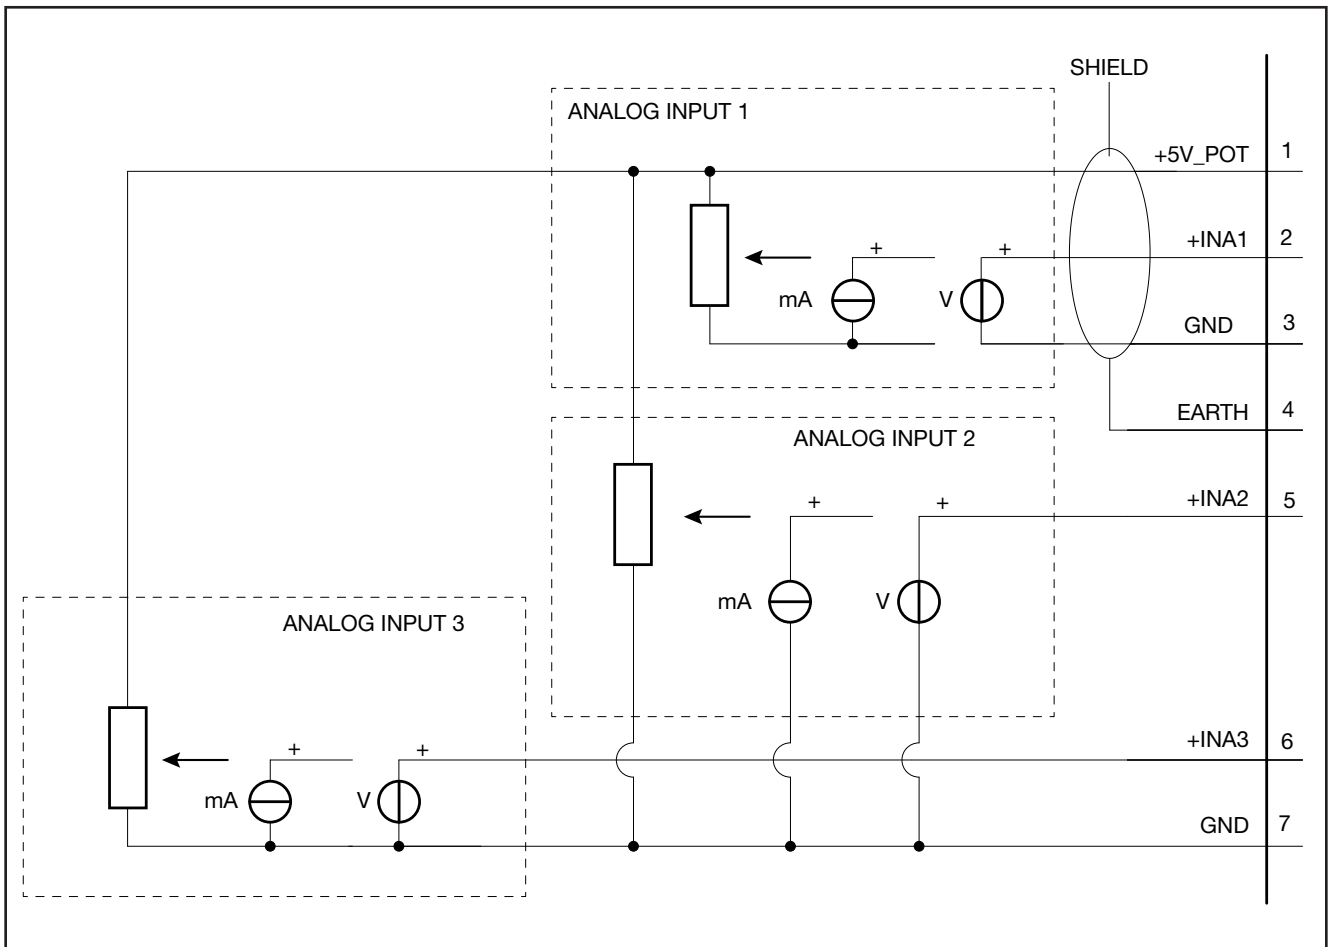 SHIELD
ANALOG INPUT 1
+5V_POT 1
+INA1 2
+ +
mA V
GND 3
EARTH 4
ANALOG INPUT 2
+INA2 5
+ +
mA V
ANALOG INPUT 3
+INA3 6
+ +
mA V
GND 7